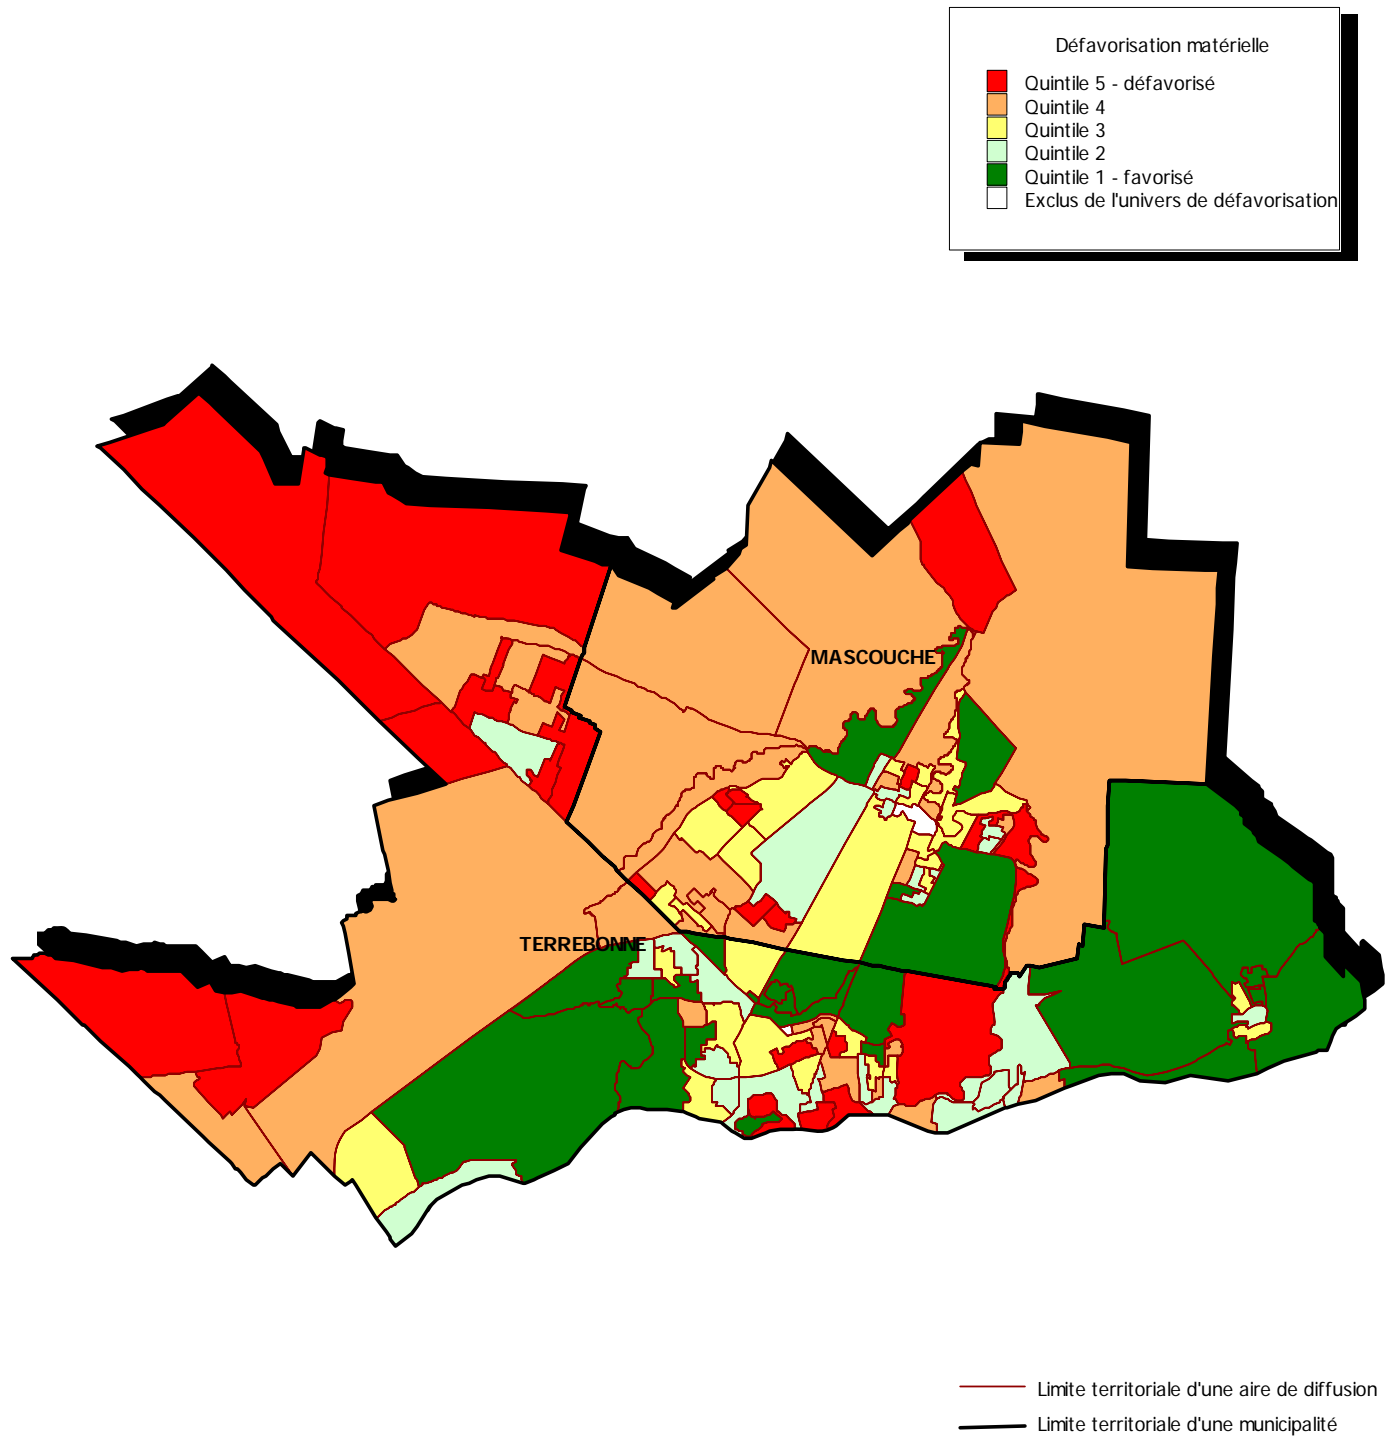 Défavorisation matérielle
Quintile 5 - défavorisé
Quintile 4
Quintile 3
Quintile 2
Quintile 1 - favorisé
Exclus de l'univers de défavorisation
MASCOUCHE
TERREBONNE
Limite territoriale d'une aire de diffusion
Limite territoriale d'une municipalité